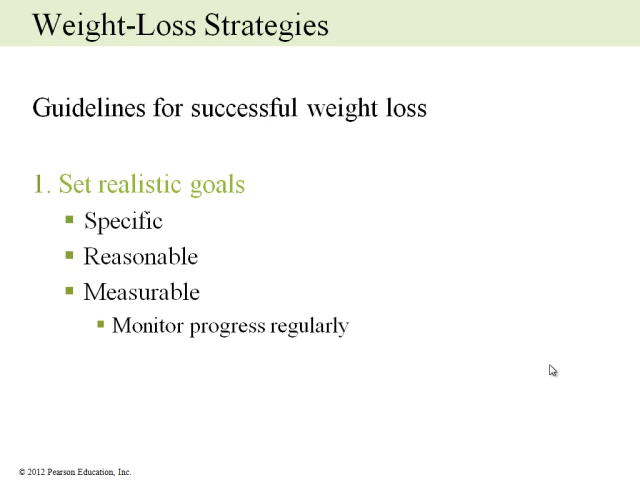 Weight-Loss Strategies
Guidelines for successful weight loss
1. Set realistic goals
Specific
Reasonable
Measurable
Monitor progress regularly
© 2012 Pearson Education, Inc.